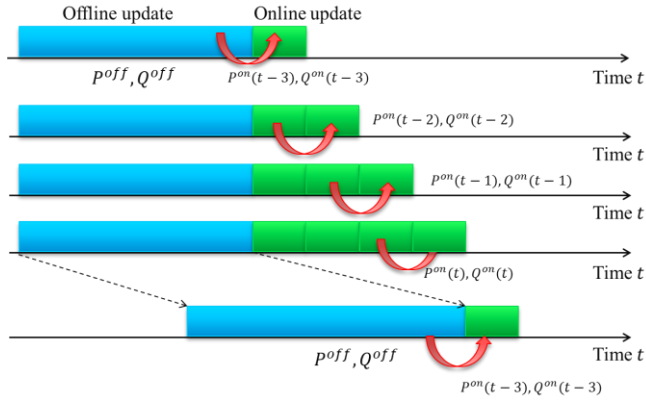 Offline update Online update
P^off, Q^off
P^on(t−3), Q^on(t−3)
Time t
P^on(t−2), Q^on(t−2)
Time t
P^on(t−1), Q^on(t−1)
Time t
P^on(t), Q^on(t)
Time t
P^off, Q^off
Time t
P^on(t−3), Q^on(t−3)